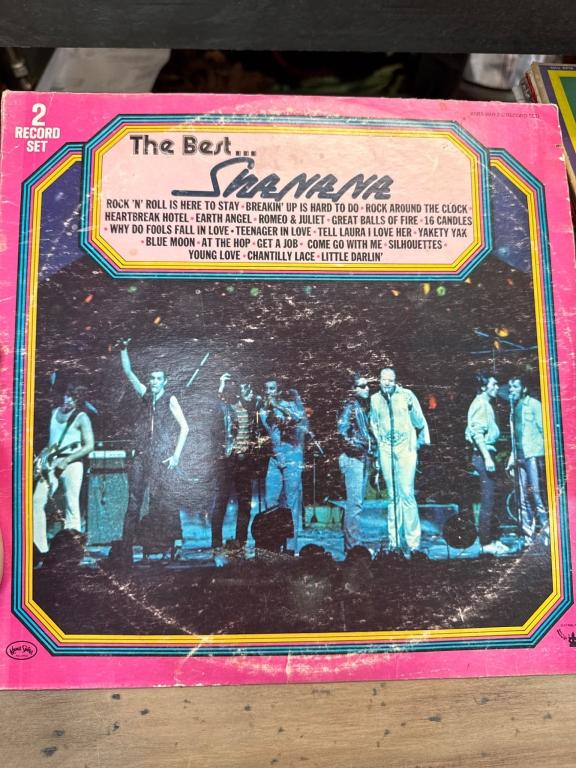 2
RECORD
SET
The Best...
SHA NA NA
ROCK 'N' ROLL IS HERE TO STAY • BREAKIN' UP IS HARD TO DO • ROCK AROUND THE CLOCK •
HEARTBREAK HOTEL • EARTH ANGEL • ROMEO & JULIET • GREAT BALLS OF FIRE • 16 CANDLES
• WHY DO FOOLS FALL IN LOVE • TEENAGER IN LOVE • TELL LAURA I LOVE HER • YAKETY YAK
• BLUE MOON • AT THE HOP • GET A JOB • COME GO WITH ME • SILHOUETTES •
YOUNG LOVE • CHANTILLY LACE • LITTLE DARLIN'